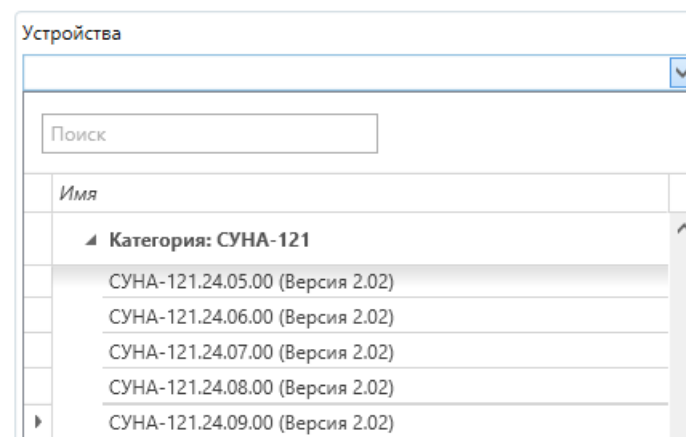 Устройства
Поиск
Имя
Категория: СУНА-121
СУНА-121.24.05.00 (Версия 2.02)
СУНА-121.24.06.00 (Версия 2.02)
СУНА-121.24.07.00 (Версия 2.02)
СУНА-121.24.08.00 (Версия 2.02)
СУНА-121.24.09.00 (Версия 2.02)